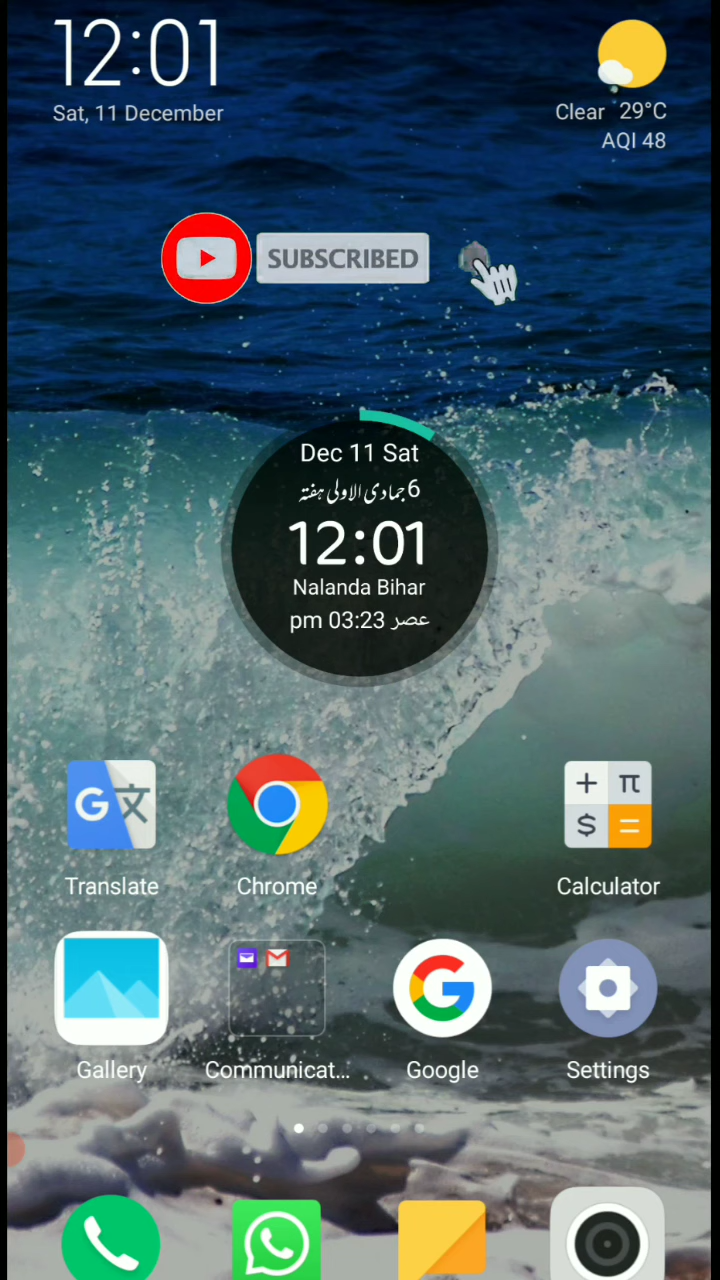 12:01
Sat, 11 December
Clear 29°C
AQI 48
SUBSCRIBED
Dec 11 Sat
6 جمادی الاولی ہفتہ
12:01
Nalanda Bihar
pm 03:23 عصر
Translate
Chrome
Calculator
Gallery
Communicat...
Google
Settings